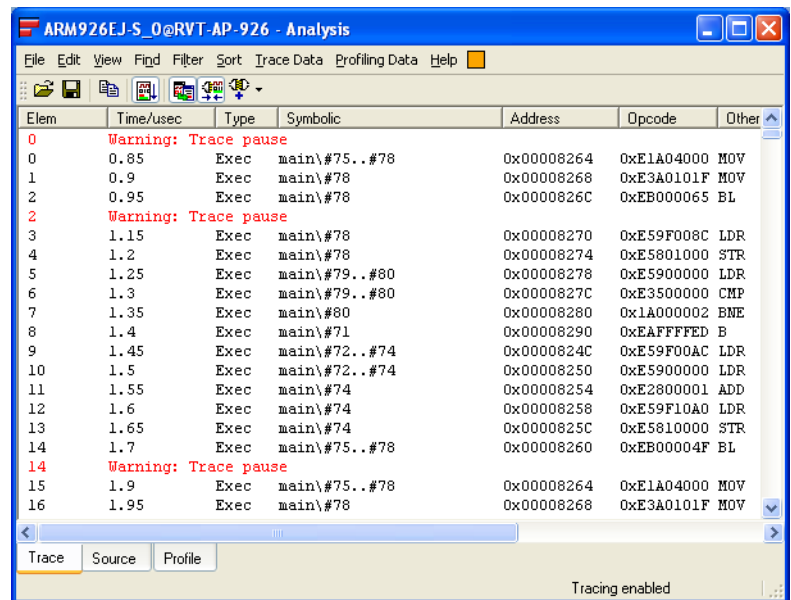 ARM926EJ-S_0@RVT-AP-926 - Analysis
File Edit View Find Filter Sort Trace Data Profiling Data Help
Elem Time/usec Type Symbolic Address Opcode Other
0 Warning: Trace pause
0 0.85 Exec main\#75..#78 0x00008264 0xE1A04000 MOV
1 0.9 Exec main\#78 0x00008268 0xE3A0101F MOV
2 0.95 Exec main\#78 0x0000826C 0xEB000065 BL
2 Warning: Trace pause
3 1.15 Exec main\#78 0x00008270 0xE59F008C LDR
4 1.2 Exec main\#78 0x00008274 0xE5801000 STR
5 1.25 Exec main\#79..#80 0x00008278 0xE5900000 LDR
6 1.3 Exec main\#79..#80 0x0000827C 0xE3500000 CMP
7 1.35 Exec main\#80 0x00008280 0x1A000002 BNE
8 1.4 Exec main\#71 0x00008290 0xEAFFFFED B
9 1.45 Exec main\#72..#74 0x0000824C 0xE59F00AC LDR
10 1.5 Exec main\#72..#74 0x00008250 0xE5900000 LDR
11 1.55 Exec main\#74 0x00008254 0xE2800001 ADD
12 1.6 Exec main\#74 0x00008258 0xE59F10A0 LDR
13 1.65 Exec main\#74 0x0000825C 0xE5810000 STR
14 1.7 Exec main\#75..#78 0x00008260 0xEB00004F BL
14 Warning: Trace pause
15 1.9 Exec main\#75..#78 0x00008264 0xE1A04000 MOV
16 1.95 Exec main\#78 0x00008268 0xE3A0101F MOV
Trace Source Profile
Tracing enabled